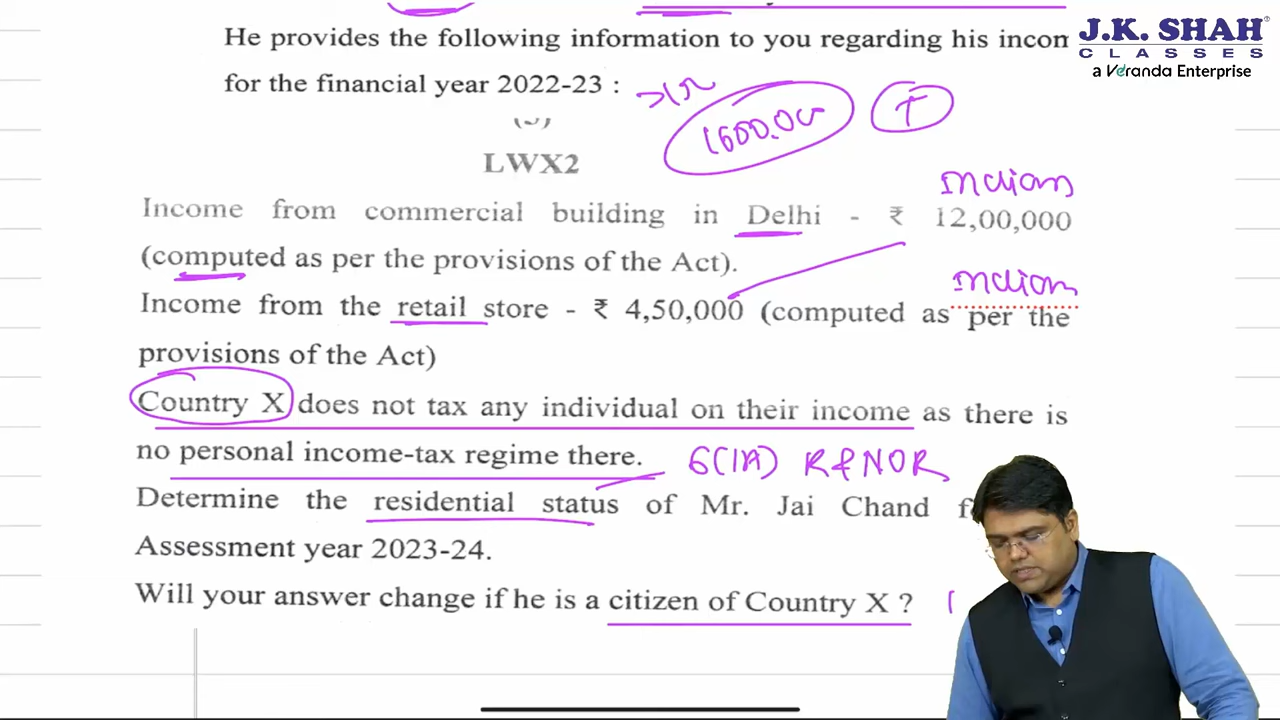 J.K. SHAH®
CLASSES
a Veranda Enterprise
He provides the following information to you regarding his incon
for the financial year 2022-23 :
LWX2
Indian
Income from commercial building in Delhi - ₹ 12,00,000
(computed as per the provisions of the Act).
Indian
Income from the retail store - ₹ 4,50,000 (computed as per the
provisions of the Act)
Country X does not tax any individual on their income as there is
no personal income-tax regime there. 6(1A) R&NOR
Determine the residential status of Mr. Jai Chand f
Assessment year 2023-24.
Will your answer change if he is a citizen of Country X ?